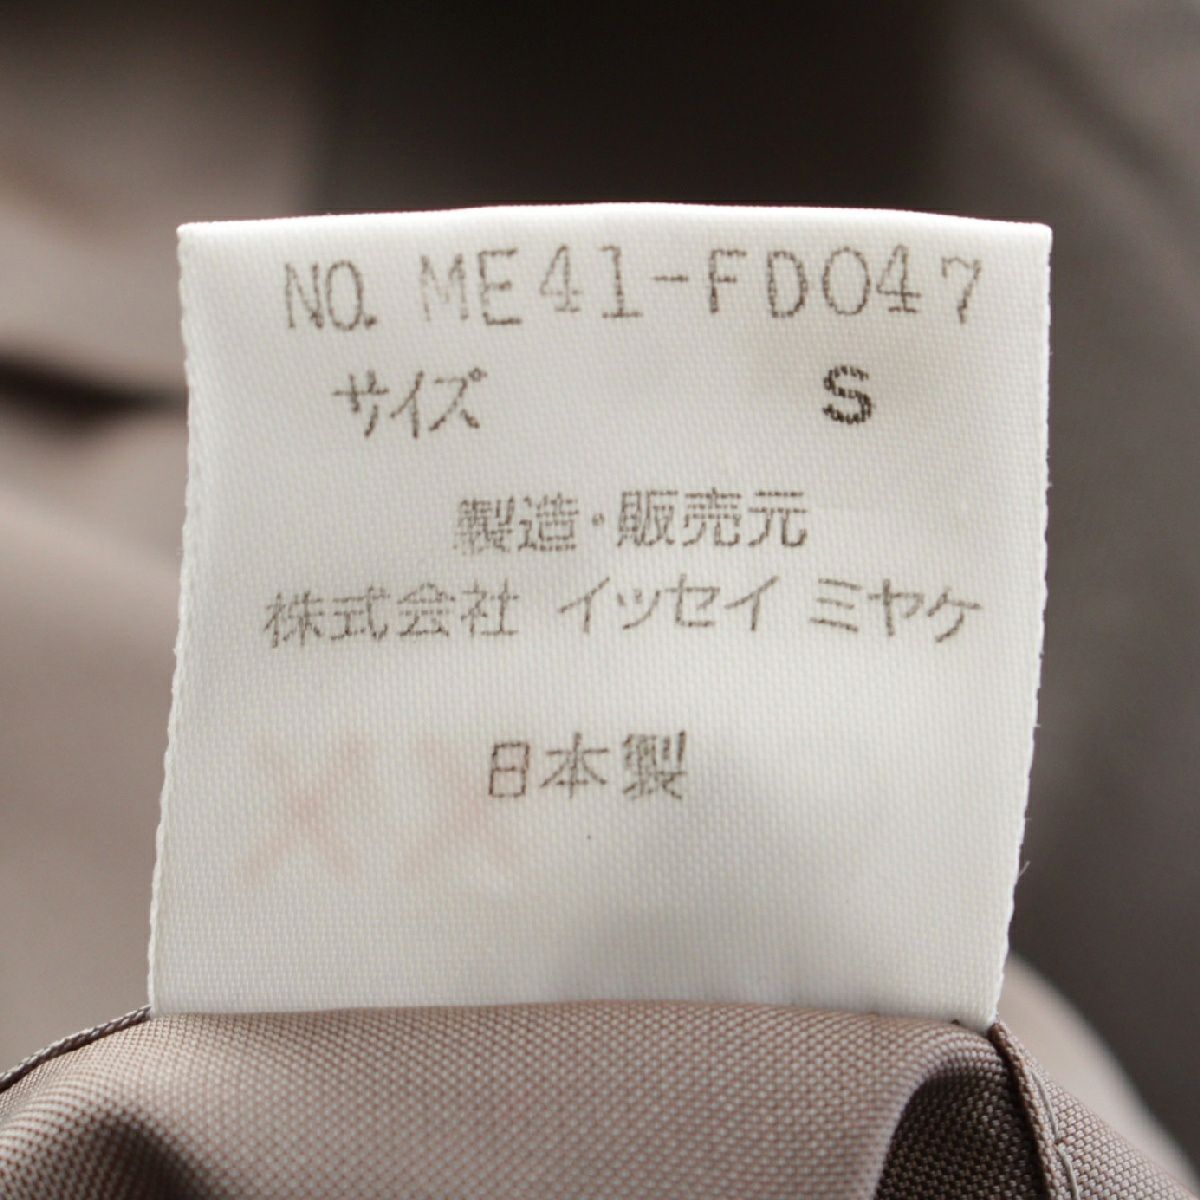 NO. ME41-FD047
サイズ S
製造・販売元
株式会社 イッセイ ミヤケ
日本製